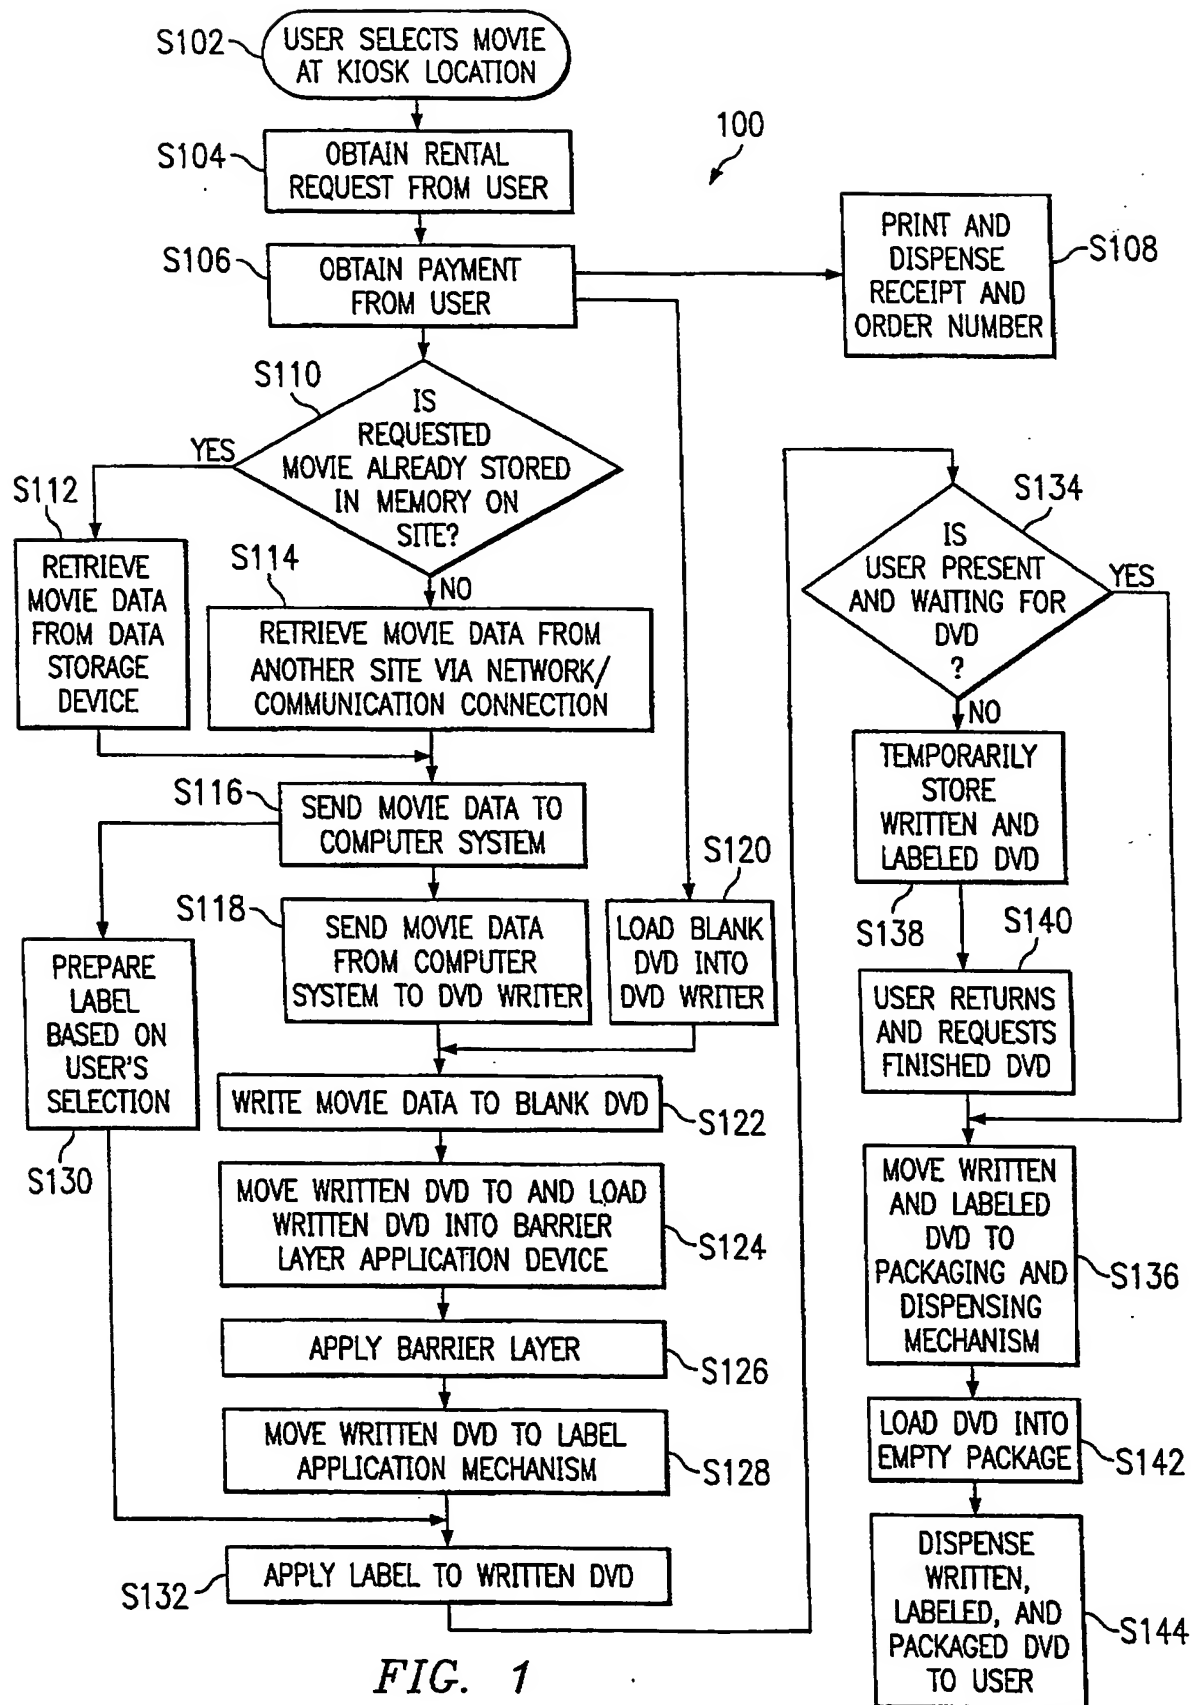 S102
USER SELECTS MOVIE
AT KIOSK LOCATION
100
S104
OBTAIN RENTAL
REQUEST FROM USER
S106
OBTAIN PAYMENT
FROM USER
PRINT AND
DISPENSE
RECEIPT AND
ORDER NUMBER
S108
S110
IS
REQUESTED
MOVIE ALREADY STORED
IN MEMORY ON
SITE?
YES
NO
S112
RETRIEVE
MOVIE DATA
FROM DATA
STORAGE
DEVICE
S114
RETRIEVE MOVIE DATA FROM
ANOTHER SITE VIA NETWORK/
COMMUNICATION CONNECTION
S116
SEND MOVIE DATA TO
COMPUTER SYSTEM
S118
SEND MOVIE DATA
FROM COMPUTER
SYSTEM TO DVD WRITER
S120
LOAD BLANK
DVD INTO
DVD WRITER
PREPARE
LABEL
BASED ON
USER'S
SELECTION
S130
WRITE MOVIE DATA TO BLANK DVD
S122
MOVE WRITTEN DVD TO AND LOAD
WRITTEN DVD INTO BARRIER
LAYER APPLICATION DEVICE
S124
APPLY BARRIER LAYER
S126
MOVE WRITTEN DVD TO LABEL
APPLICATION MECHANISM
S128
APPLY LABEL TO WRITTEN DVD
S132
S134
IS
USER PRESENT
AND WAITING FOR
DVD
?
YES
NO
TEMPORARILY
STORE
WRITTEN AND
LABELED DVD
S138
S140
USER RETURNS
AND REQUESTS
FINISHED DVD
MOVE WRITTEN
AND LABELED
DVD TO
PACKAGING AND
DISPENSING
MECHANISM
S136
LOAD DVD INTO
EMPTY PACKAGE
S142
DISPENSE
WRITTEN,
LABELED, AND
PACKAGED DVD
TO USER
S144
FIG. 1